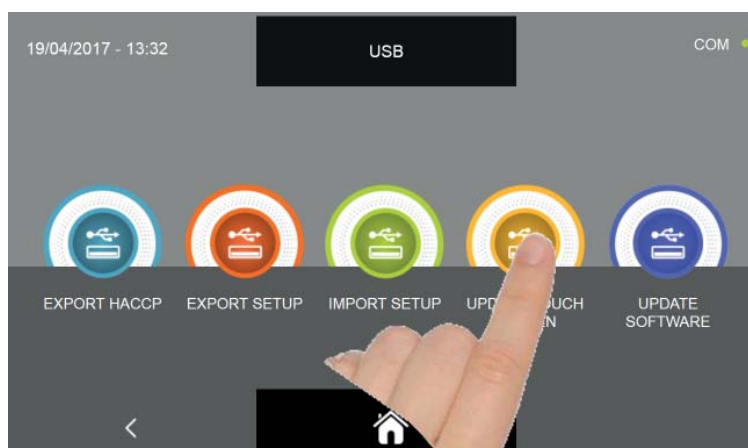 19/04/2017 - 13:32
USB
COM
EXPORT HACCP
EXPORT SETUP
IMPORT SETUP
UPD
UCH
N
UPDATE
SOFTWARE